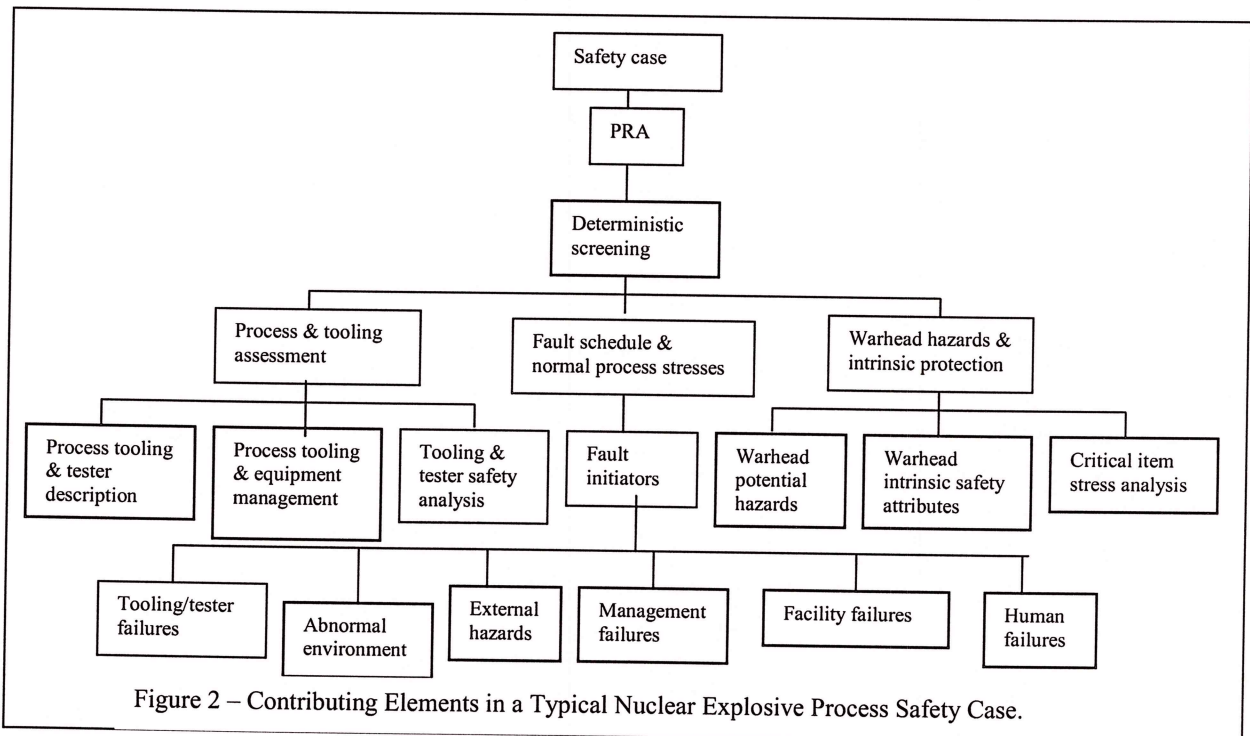 Safety case
PRA
Deterministic
screening
Process & tooling
assessment
Fault schedule &
normal process stresses
Warhead hazards &
intrinsic protection
Process tooling
& tester
description
Process tooling
& equipment
management
Tooling &
tester safety
analysis
Fault
initiators
Warhead
potential
hazards
Warhead
intrinsic safety
attributes
Critical item
stress analysis
Tooling/tester
failures
Abnormal
environment
External
hazards
Management
failures
Facility failures
Human
failures
Figure 2 – Contributing Elements in a Typical Nuclear Explosive Process Safety Case.